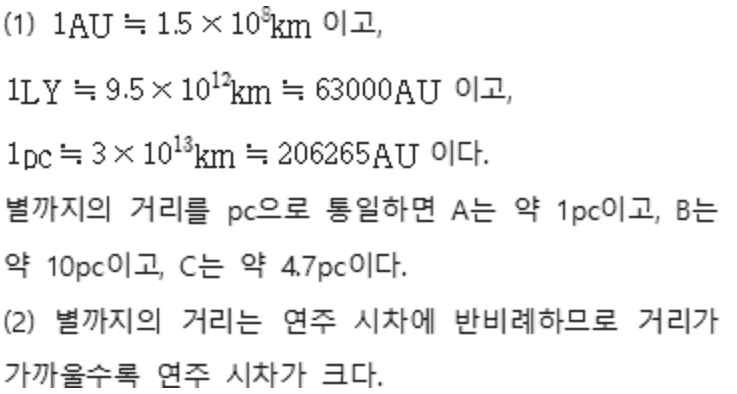 (1) 1AU ≒ 1.5 × 10⁸km 이고,
1LY ≒ 9.5 × 10¹²km ≒ 63000AU 이고,
1pc ≒ 3 × 10¹³km ≒ 206265AU 이다.
별까지의 거리를 pc으로 통일하면 A는 약 1pc이고, B는
약 10pc이고, C는 약 4.7pc이다.
(2) 별까지의 거리는 연주 시차에 반비례하므로 거리가
가까울수록 연주 시차가 크다.